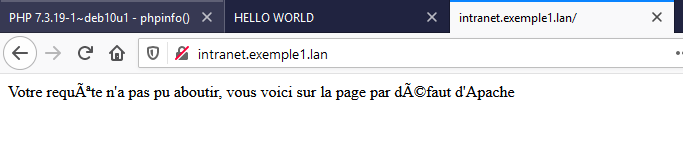 PHP 7.3.19-1~deb10u1 - phpinfo()
HELLO WORLD
intranet.exemple1.lan/
intranet.exemple1.lan
Votre requÃªte n'a pas pu aboutir, vous voici sur la page par dÃ©faut d'Apache